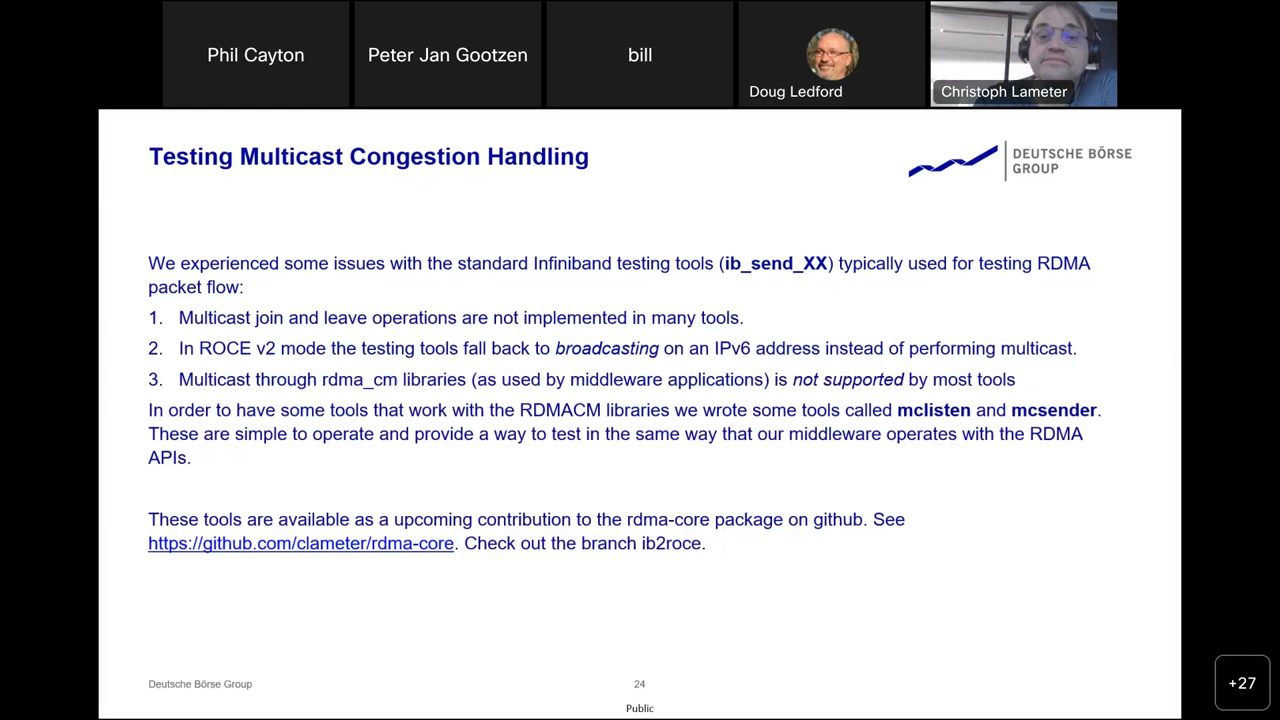 Phil Cayton
Peter Jan Gootzen
bill
Doug Ledford
Christoph Lameter
Testing Multicast Congestion Handling
DEUTSCHE BÖRSE
GROUP
We experienced some issues with the standard Infiniband testing tools (ib_send_XX) typically used for testing RDMA
packet flow:
1. Multicast join and leave operations are not implemented in many tools.
2. In ROCE v2 mode the testing tools fall back to broadcasting on an IPv6 address instead of performing multicast.
3. Multicast through rdma_cm libraries (as used by middleware applications) is not supported by most tools
In order to have some tools that work with the RDMACM libraries we wrote some tools called mclisten and mcsender.
These are simple to operate and provide a way to test in the same way that our middleware operates with the RDMA
APIs.
These tools are available as a upcoming contribution to the rdma-core package on github. See
https://github.com/clameter/rdma-core. Check out the branch ib2roce.
Deutsche Börse Group
24
Public
+27